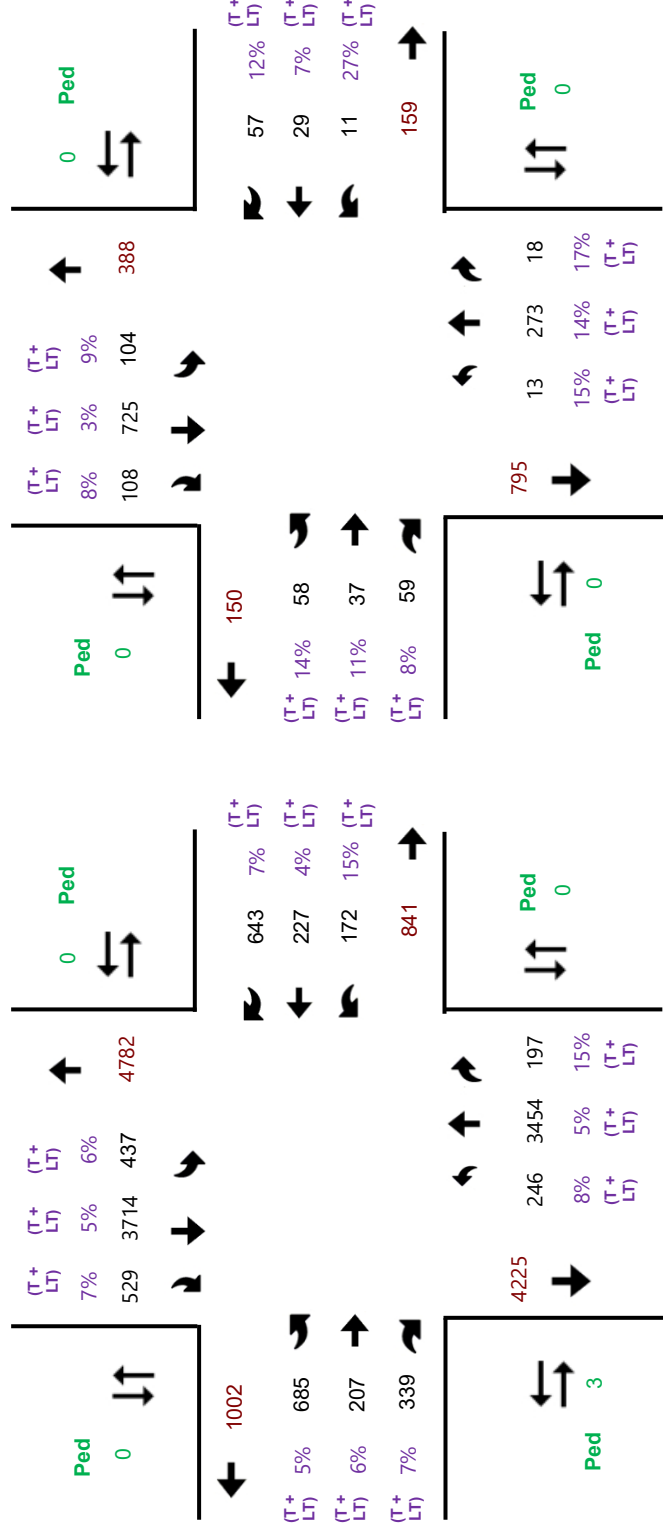 (T + LT) (T + LT) (T + LT)
0 Ped
7% 5% 6%
Ped
529 3714 437 4782
0
1002
643 7% (T + LT)
5% 685
(T + LT)
227 4% (T + LT)
6% 207
(T + LT)
172 15% (T + LT)
7% 339
(T + LT)
841
4225
246 3454 197
Ped 3
0
Ped
8% 5% 15%
(T + LT) (T + LT) (T + LT)
(T + LT) (T + LT) (T + LT)
0 Ped
8% 3% 9%
Ped
108 725 104 388
0
150
57 12% (T + LT)
14% 58
(T + LT)
29 7% (T + LT)
11% 37
(T + LT)
11 27% (T + LT)
8% 59
(T + LT)
159
795
13 273 18
Ped 0
0
Ped
15% 14% 17%
(T + LT) (T + LT) (T + LT)